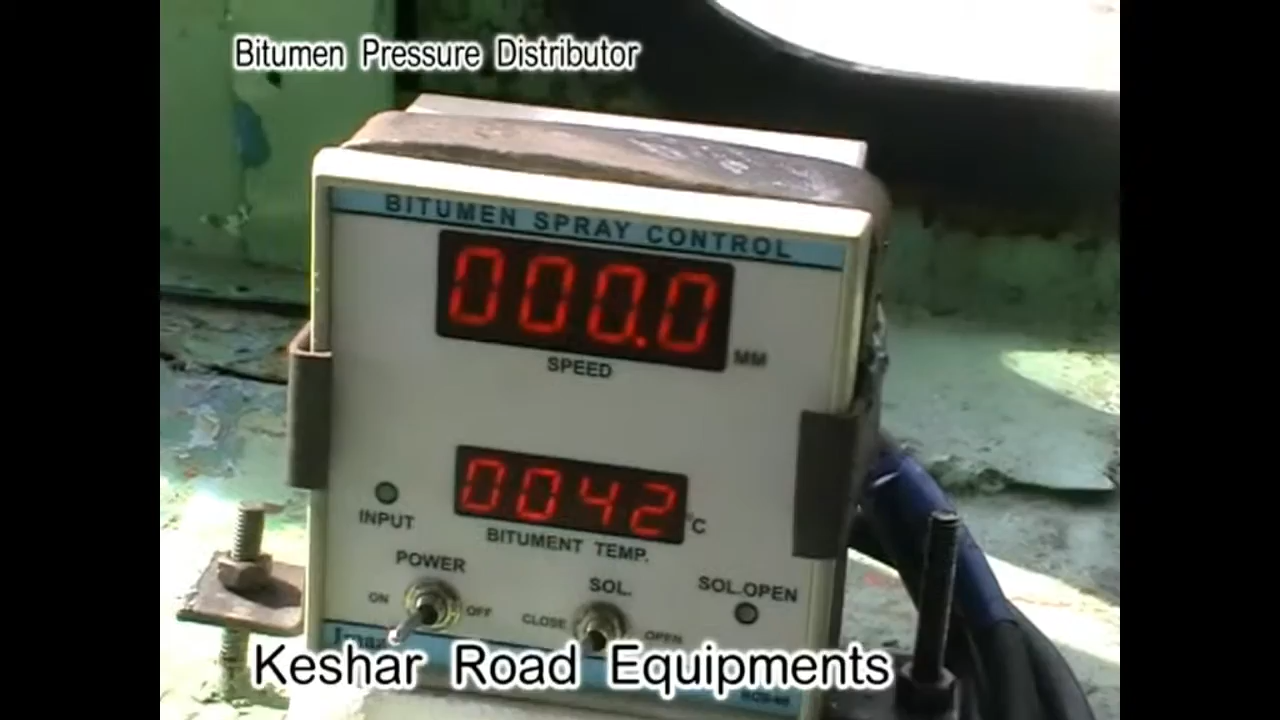 Bitumen Pressure Distributor
BITUMEN SPRAY CONTROL
000.0
MM
SPEED
0042
°C
INPUT
BITUMENT TEMP.
POWER
SOL.
SOL.OPEN
ON
OFF
CLOSE
OPEN
Keshar Road Equipments